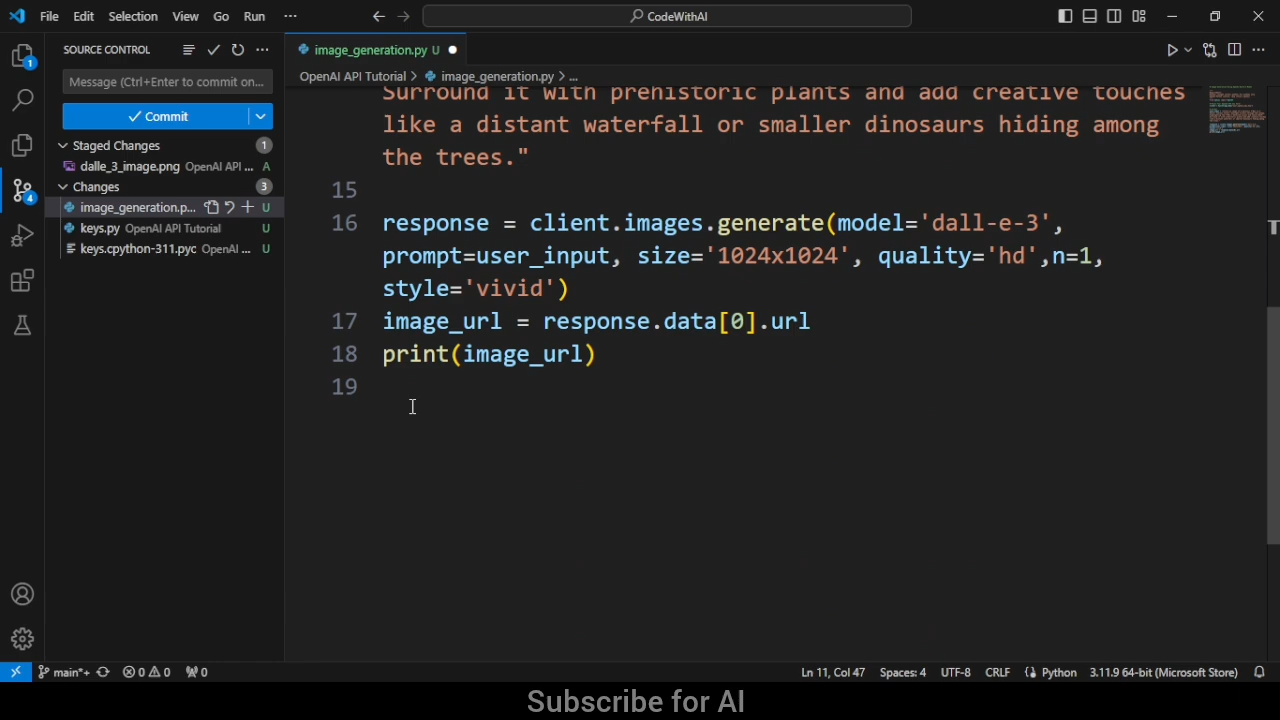 File Edit Selection View Go Run ··· CodeWithAI
SOURCE CONTROL
image_generation.py U
OpenAI API Tutorial > image_generation.py > ...
Message (Ctrl+Enter to commit on...
Commit
Staged Changes 1
dalle_3_image.png OpenAI API ... A
Changes 3
image_generation.p... U
keys.py OpenAI API Tutorial U
keys.cpython-311.pyc OpenAI ... U
1
4
Surround it with prehistoric plants and add creative touches
like a distant waterfall or smaller dinosaurs hiding among
the trees."
15
16 response = client.images.generate(model='dall-e-3',
prompt=user_input, size='1024x1024', quality='hd',n=1,
style='vivid')
17 image_url = response.data[0].url
18 print(image_url)
19
main*+ 0 0 0 Ln 11, Col 47 Spaces: 4 UTF-8 CRLF Python 3.11.9 64-bit (Microsoft Store)
Subscribe for AI